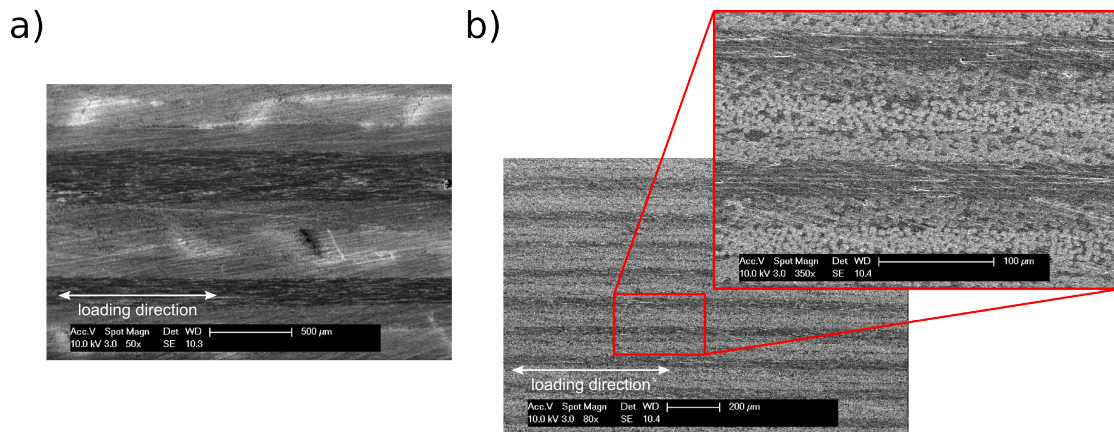 a)
b)
Acc.V Spot Magn Det WD 100 µm
10.0 kV 3.0 350x SE 10.4
loading direction
Acc.V Spot Magn Det WD 500 µm
10.0 kV 3.0 50x SE 10.3
loading direction
Acc.V Spot Magn Det WD 200 µm
10.0 kV 3.0 80x SE 10.4